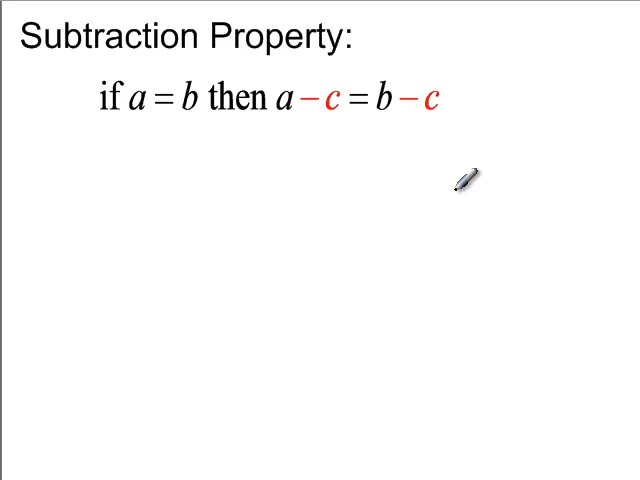 Subtraction Property:
if a = b then a − c = b − c